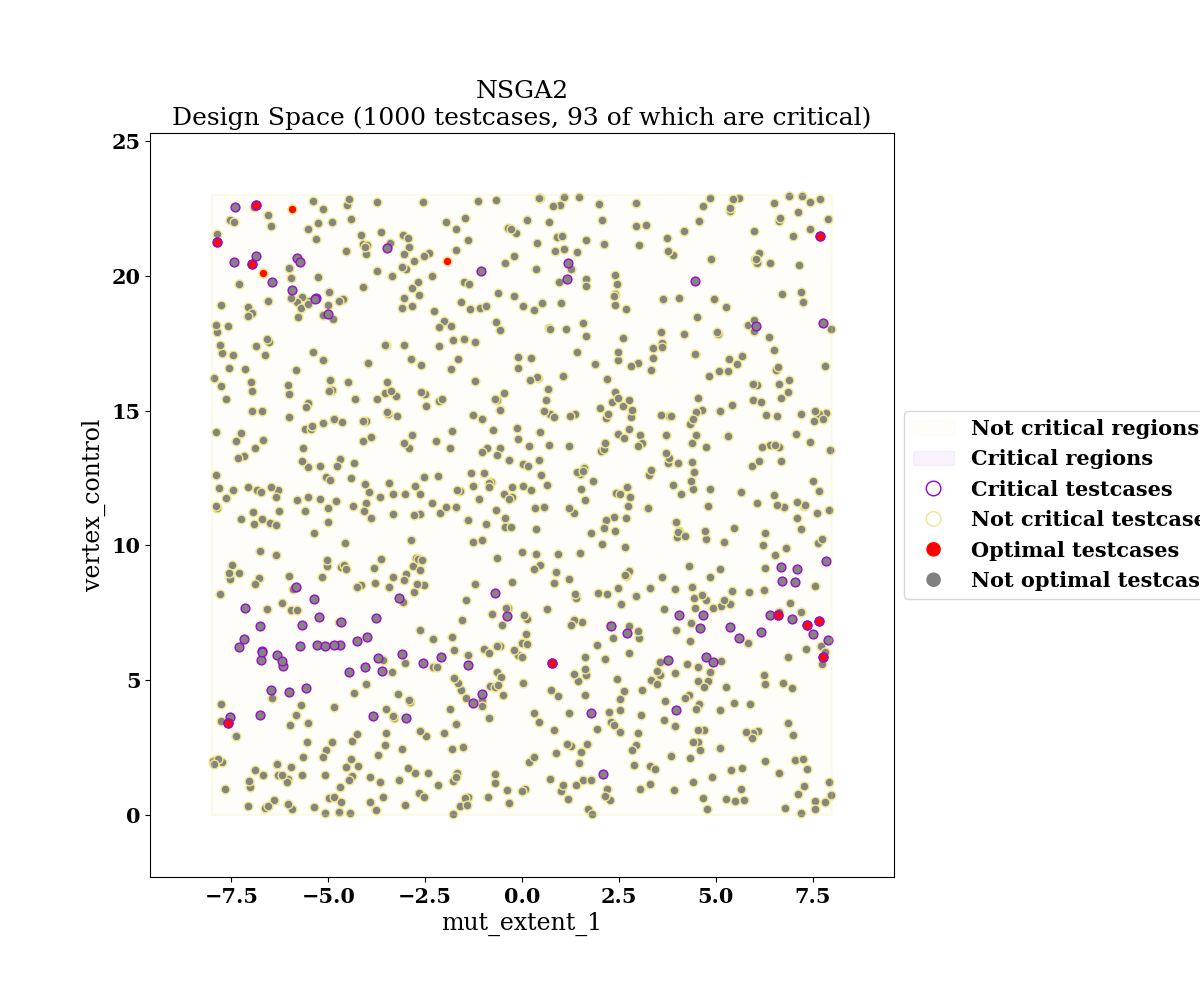 NSGA2
Design Space (1000 testcases, 93 of which are critical)
25
20
15
10
5
0
vertex_control
−7.5
−5.0
−2.5
0.0
2.5
5.0
7.5
mut_extent_1
Not critical regions
Critical regions
Critical testcases
Not critical testcase
Optimal testcases
Not optimal testcas